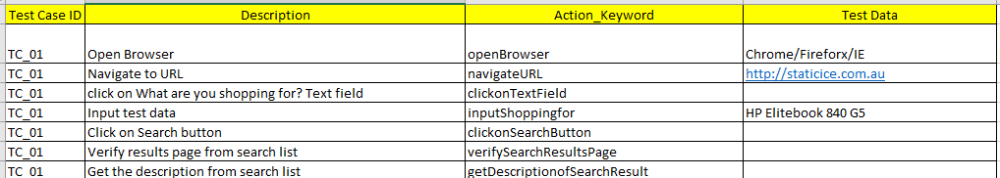 Test Case ID Description Action_Keyword Test Data
TC_01 Open Browser openBrowser Chrome/Fireforx/IE
TC_01 Navigate to URL navigateURL http://staticice.com.au
TC_01 click on What are you shopping for? Text field clickonTextField
TC_01 Input test data inputShoppingfor HP Elitebook 840 G5
TC_01 Click on Search button clickonSearchButton
TC_01 Verify results page from search list verifySearchResultsPage
TC_01 Get the description from search list getDescriptionofSearchResult